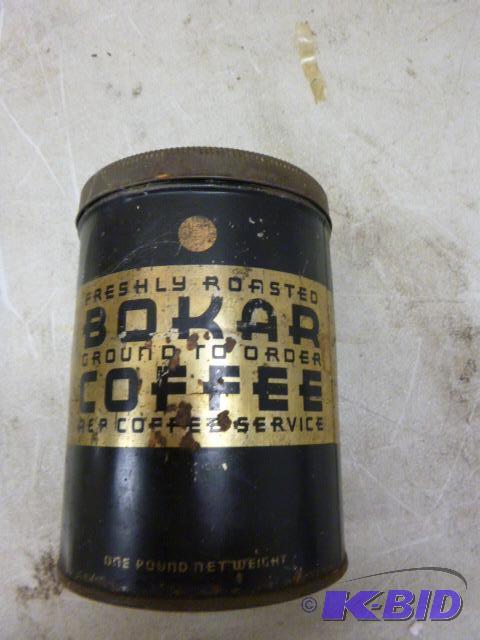 FRESHLY ROASTED
BOKAR
GROUND TO ORDER
COFFEE
A&P COFFEE SERVICE
ONE POUND NET WEIGHT
© K-BID